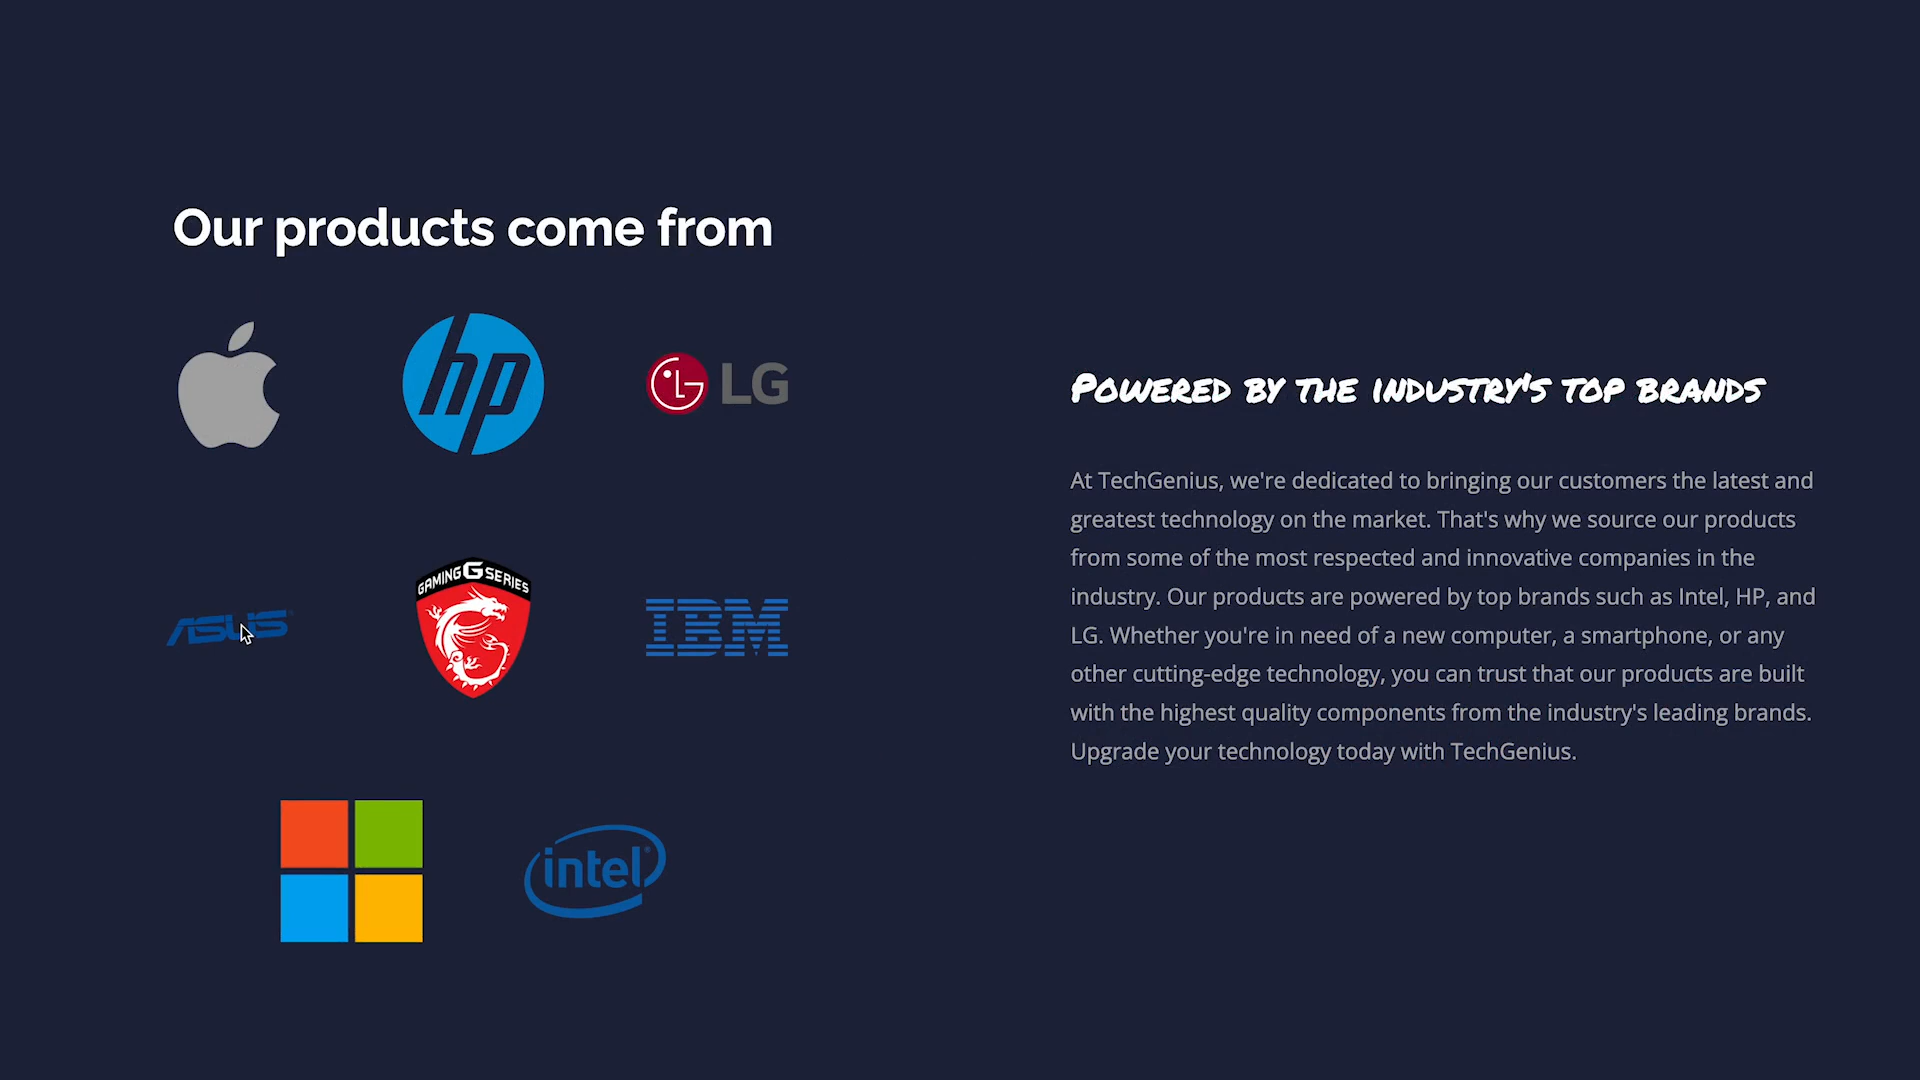 Our products come from
hp
LG
ASUS
GAMING G SERIES
IBM
intel
POWERED BY THE INDUSTRY'S TOP BRANDS
At TechGenius, we're dedicated to bringing our customers the latest and
greatest technology on the market. That's why we source our products
from some of the most respected and innovative companies in the
industry. Our products are powered by top brands such as Intel, HP, and
LG. Whether you're in need of a new computer, a smartphone, or any
other cutting-edge technology, you can trust that our products are built
with the highest quality components from the industry's leading brands.
Upgrade your technology today with TechGenius.